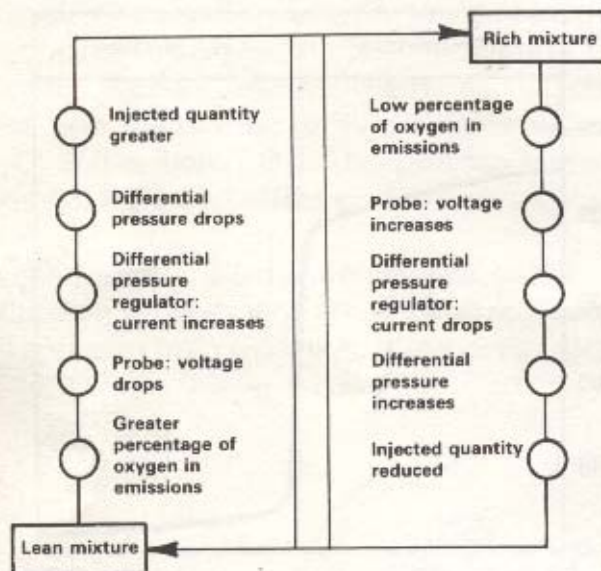 Rich mixture
Injected quantity
greater
Differential
pressure drops
Differential
pressure
regulator:
current increases
Probe: voltage
drops
Greater
percentage of
oxygen in
emissions
Lean mixture
Low percentage
of oxygen in
emissions
Probe: voltage
increases
Differential
pressure
regulator:
current drops
Differential
pressure
increases
Injected quantity
reduced